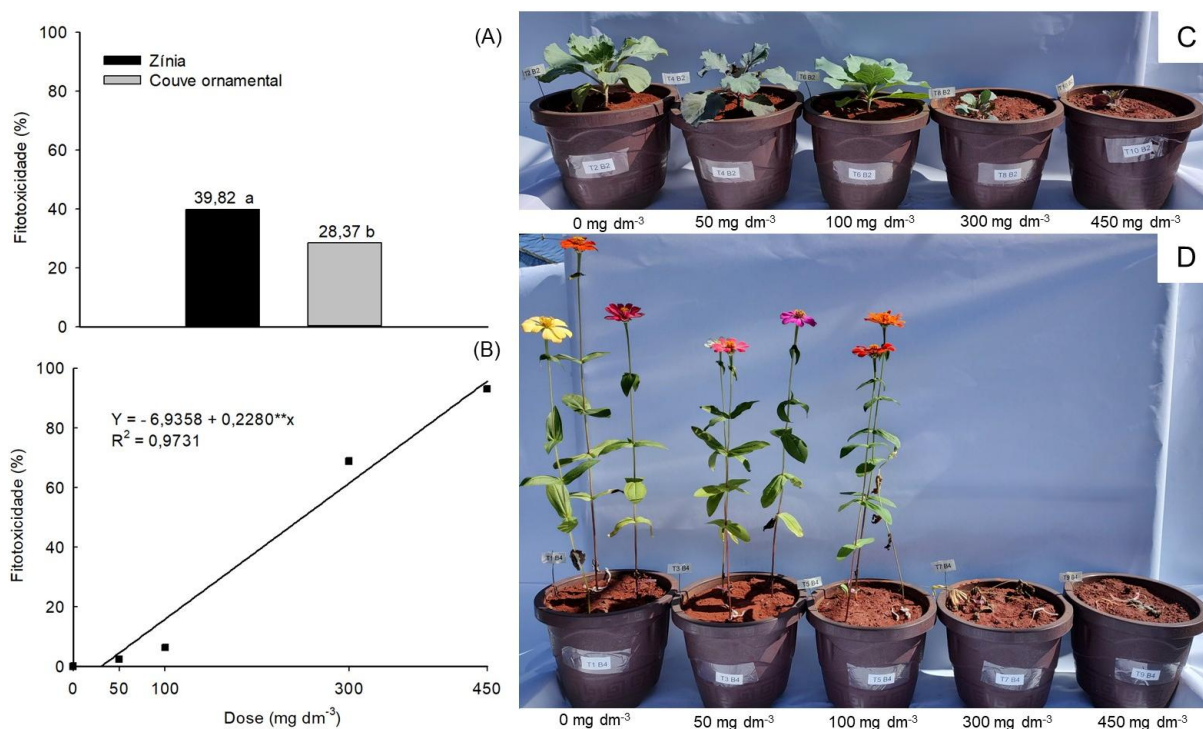 (A)
100
80
60
40
20
0
Fitotoxicidade (%)
Zínia
Couve ornamental
39,82 a
28,37 b
(B)
100
80
60
40
20
0
Fitotoxicidade (%)
Y = - 6,9358 + 0,2280**x
R² = 0,9731
0 50 100 300 450
Dose (mg dm⁻³)
C
T2 B2 T4 B2 T6 B2 T8 B2
T2 B2 T4 B2 T6 B2 T8 B2 T10 B2
0 mg dm⁻³ 50 mg dm⁻³ 100 mg dm⁻³ 300 mg dm⁻³ 450 mg dm⁻³
D
T1 B4 T3 B4 T5 B4 T7 B4 T9 B4
T1 B4 T3 B4 T5 B4 T7 B4 T9 B4
0 mg dm⁻³ 50 mg dm⁻³ 100 mg dm⁻³ 300 mg dm⁻³ 450 mg dm⁻³